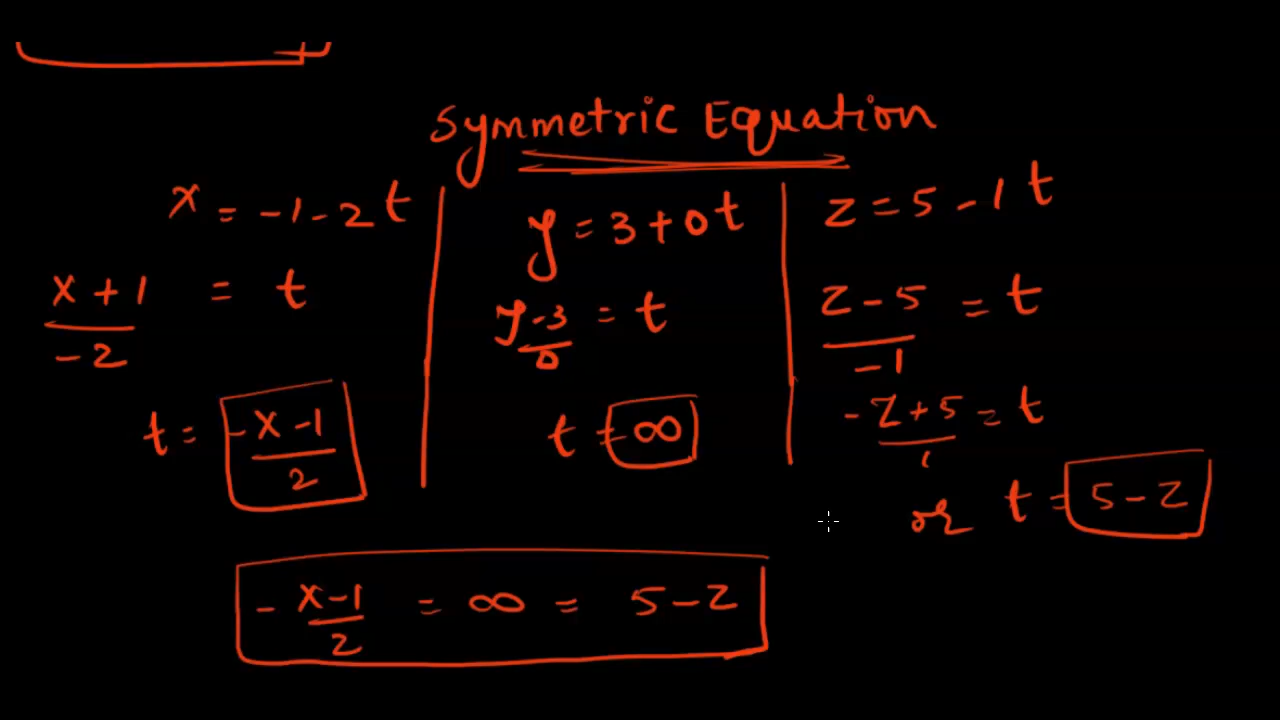 Symmetric Equation
x = -1 - 2t
x + 1 / -2 = t
t = -x - 1 / 2
y = 3 + 0t
y - 3 / 0 = t
t = ∞
z = 5 - 1t
z - 5 / -1 = t
-z + 5 / 1 = t
or t = 5 - z
- x - 1 / 2 = ∞ = 5 - z